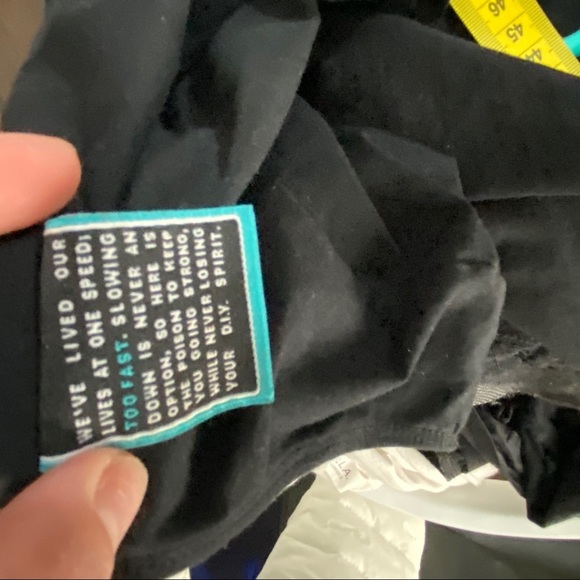 WE'VE LIVED OUR
LIVES AT ONE SPEED:
TOO FAST. SLOWING
DOWN IS NEVER AN
OPTION, SO HERE IS
THE POISON TO KEEP
YOU GOING STRONG,
WHILE NEVER LOSING
YOUR D.I.Y. SPIRIT.
46
45
44